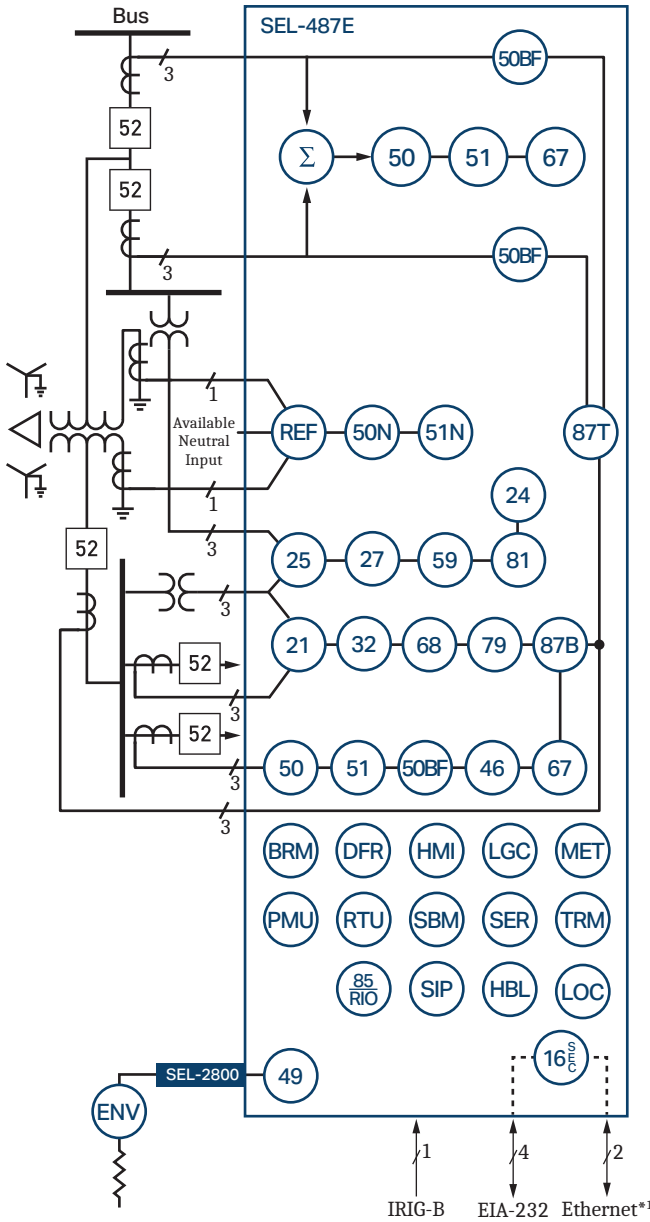 Bus
SEL-487E
3
50BF
52
Σ
50
51
67
52
3
50BF
1
Available
Neutral
Input
REF
50N
51N
87T
1
24
3
25
27
59
81
52
3
21
32
68
79
87B
52
3
52
3
50
51
50BF
46
67
3
BRM
DFR
HMI
LGC
MET
PMU
RTU
SBM
SER
TRM
85
RIO
SIP
HBL
LOC
16 SEC
SEL-2800
49
ENV
1
4
2
IRIG-B
EIA-232
Ethernet*1